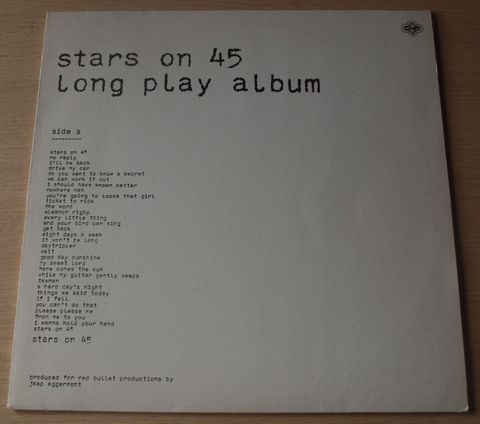 cnr
stars on 45
long play album
side a
stars on 45
no reply
i'll be back
drive my car
do you want to know a secret
we can work it out
i should have known better
nowhere man
you're going to loose that girl
ticket to ride
the word
eleanor rigby
every little thing
and your bird can sing
get back
eight days a week
it won't be long
daytripper
wait
good day sunshine
my sweet lord
here comes the sun
while my guitar gently weeps
taxman
a hard day's night
things we said today
if i fell
you can't do that
please please me
from me to you
i wanna hold your hand
stars on 45
stars on 45
produced for red bullet productions by
jaap eggermont